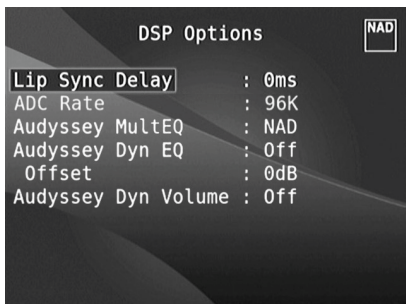 DSP Options
NAD
Lip Sync Delay : 0ms
ADC Rate : 96K
Audyssey MultEQ : NAD
Audyssey Dyn EQ : Off
Offset : 0dB
Audyssey Dyn Volume : Off